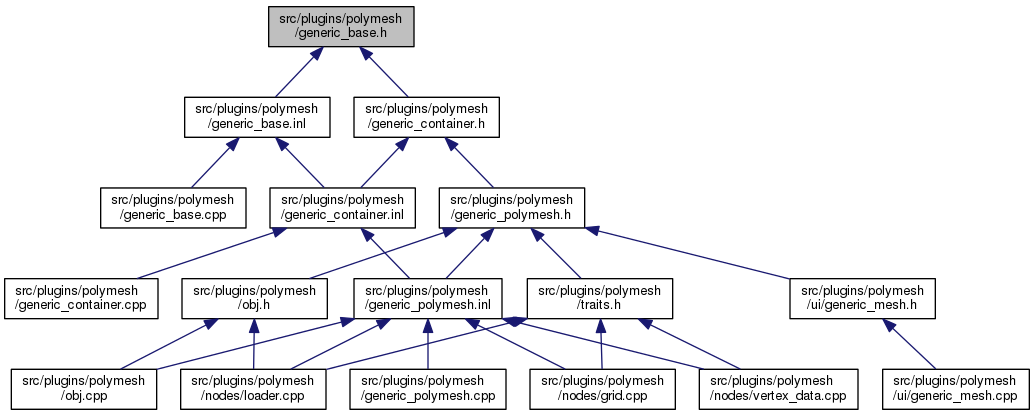 src/plugins/polymesh
/generic_base.h
src/plugins/polymesh
/generic_base.inl
src/plugins/polymesh
/generic_container.h
src/plugins/polymesh
/generic_base.cpp
src/plugins/polymesh
/generic_container.inl
src/plugins/polymesh
/generic_polymesh.h
src/plugins/polymesh
/generic_container.cpp
src/plugins/polymesh
/obj.h
src/plugins/polymesh
/generic_polymesh.inl
src/plugins/polymesh
/traits.h
src/plugins/polymesh
/ui/generic_mesh.h
src/plugins/polymesh
/obj.cpp
src/plugins/polymesh
/nodes/loader.cpp
src/plugins/polymesh
/generic_polymesh.cpp
src/plugins/polymesh
/nodes/grid.cpp
src/plugins/polymesh
/nodes/vertex_data.cpp
src/plugins/polymesh
/ui/generic_mesh.cpp